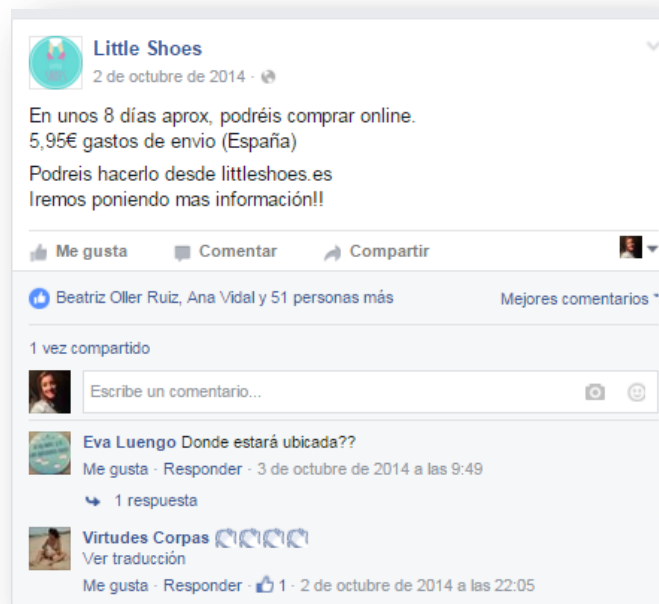 Little Shoes
2 de octubre de 2014 ·
En unos 8 días aprox, podréis comprar online.
5,95€ gastos de envio (España)
Podreis hacerlo desde littleshoes.es
Iremos poniendo mas información!!
Me gusta Comentar Compartir
Beatriz Oller Ruiz, Ana Vidal y 51 personas más Mejores comentarios
1 vez compartido
Escribe un comentario...
Eva Luengo Donde estará ubicada??
Me gusta · Responder · 3 de octubre de 2014 a las 9:49
1 respuesta
Virtudes Corpas
Ver traducción
Me gusta · Responder · 1 · 2 de octubre de 2014 a las 22:05